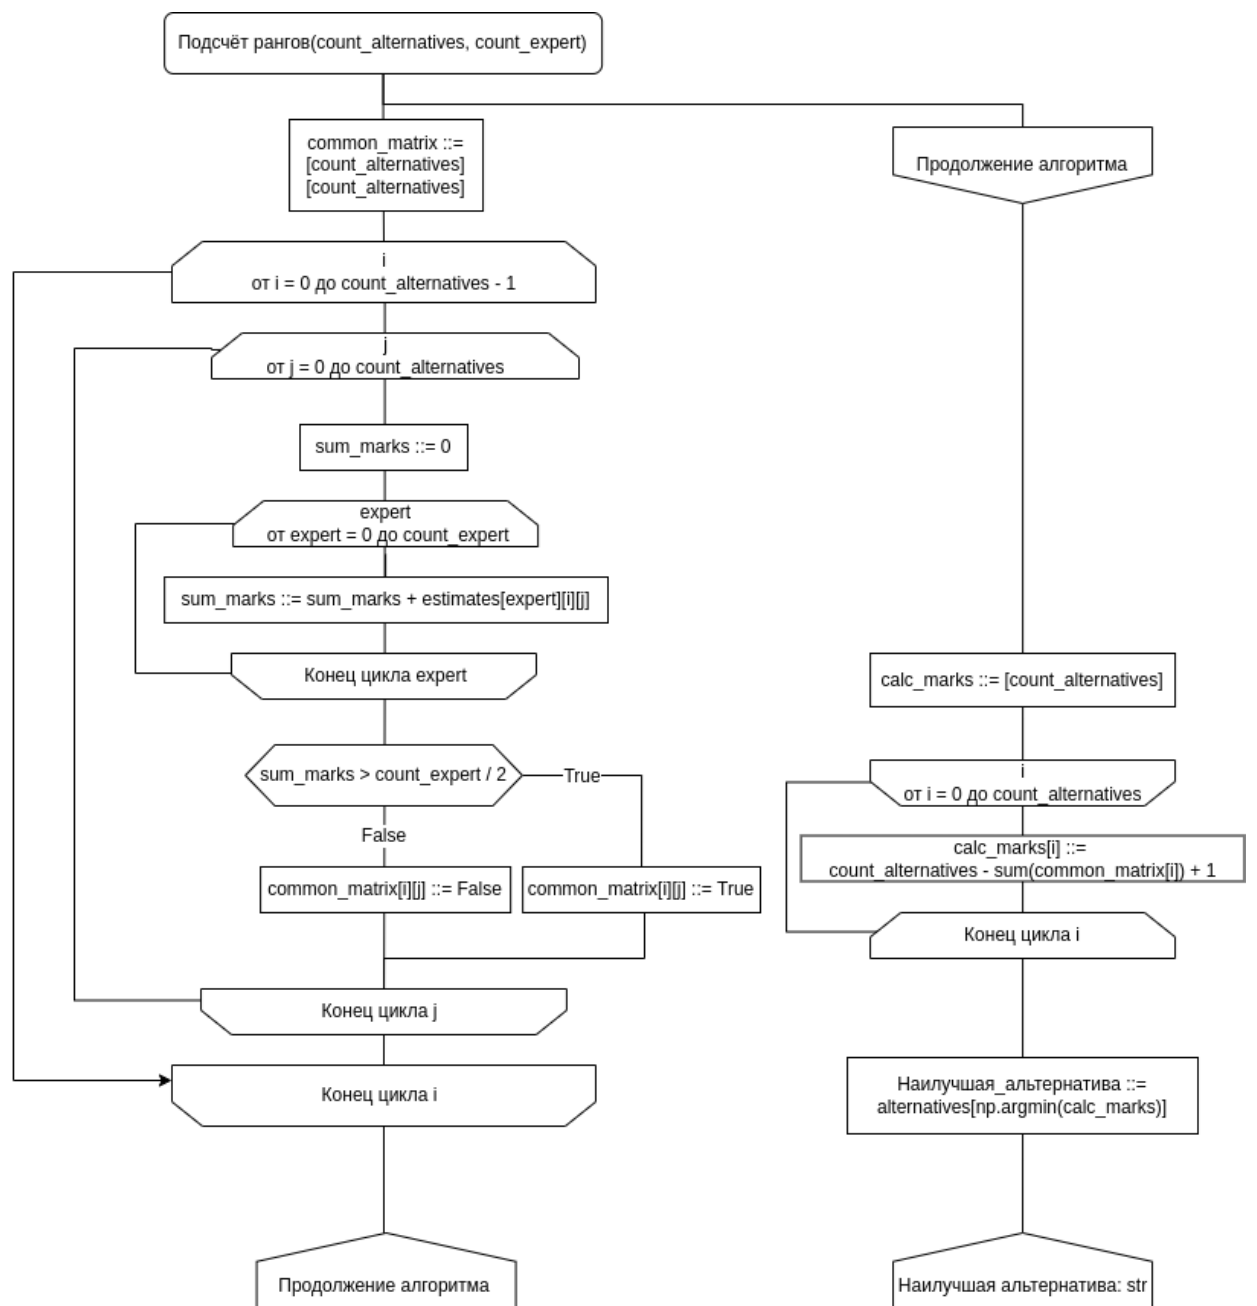 Подсчёт рангов(count_alternatives, count_expert)
common_matrix ::=
[count_alternatives]
[count_alternatives]
i
от i = 0 до count_alternatives - 1
j
от j = 0 до count_alternatives
sum_marks ::= 0
expert
от expert = 0 до count_expert
sum_marks ::= sum_marks + estimates[expert][i][j]
Конец цикла expert
sum_marks > count_expert / 2
True
False
common_matrix[i][j] ::= False
common_matrix[i][j] ::= True
Конец цикла j
Конец цикла i
Продолжение алгоритма
Продолжение алгоритма
calc_marks ::= [count_alternatives]
i
от i = 0 до count_alternatives
calc_marks[i] ::=
count_alternatives - sum(common_matrix[i]) + 1
Конец цикла i
Наилучшая_альтернатива ::=
alternatives[np.argmin(calc_marks)]
Наилучшая альтернатива: str